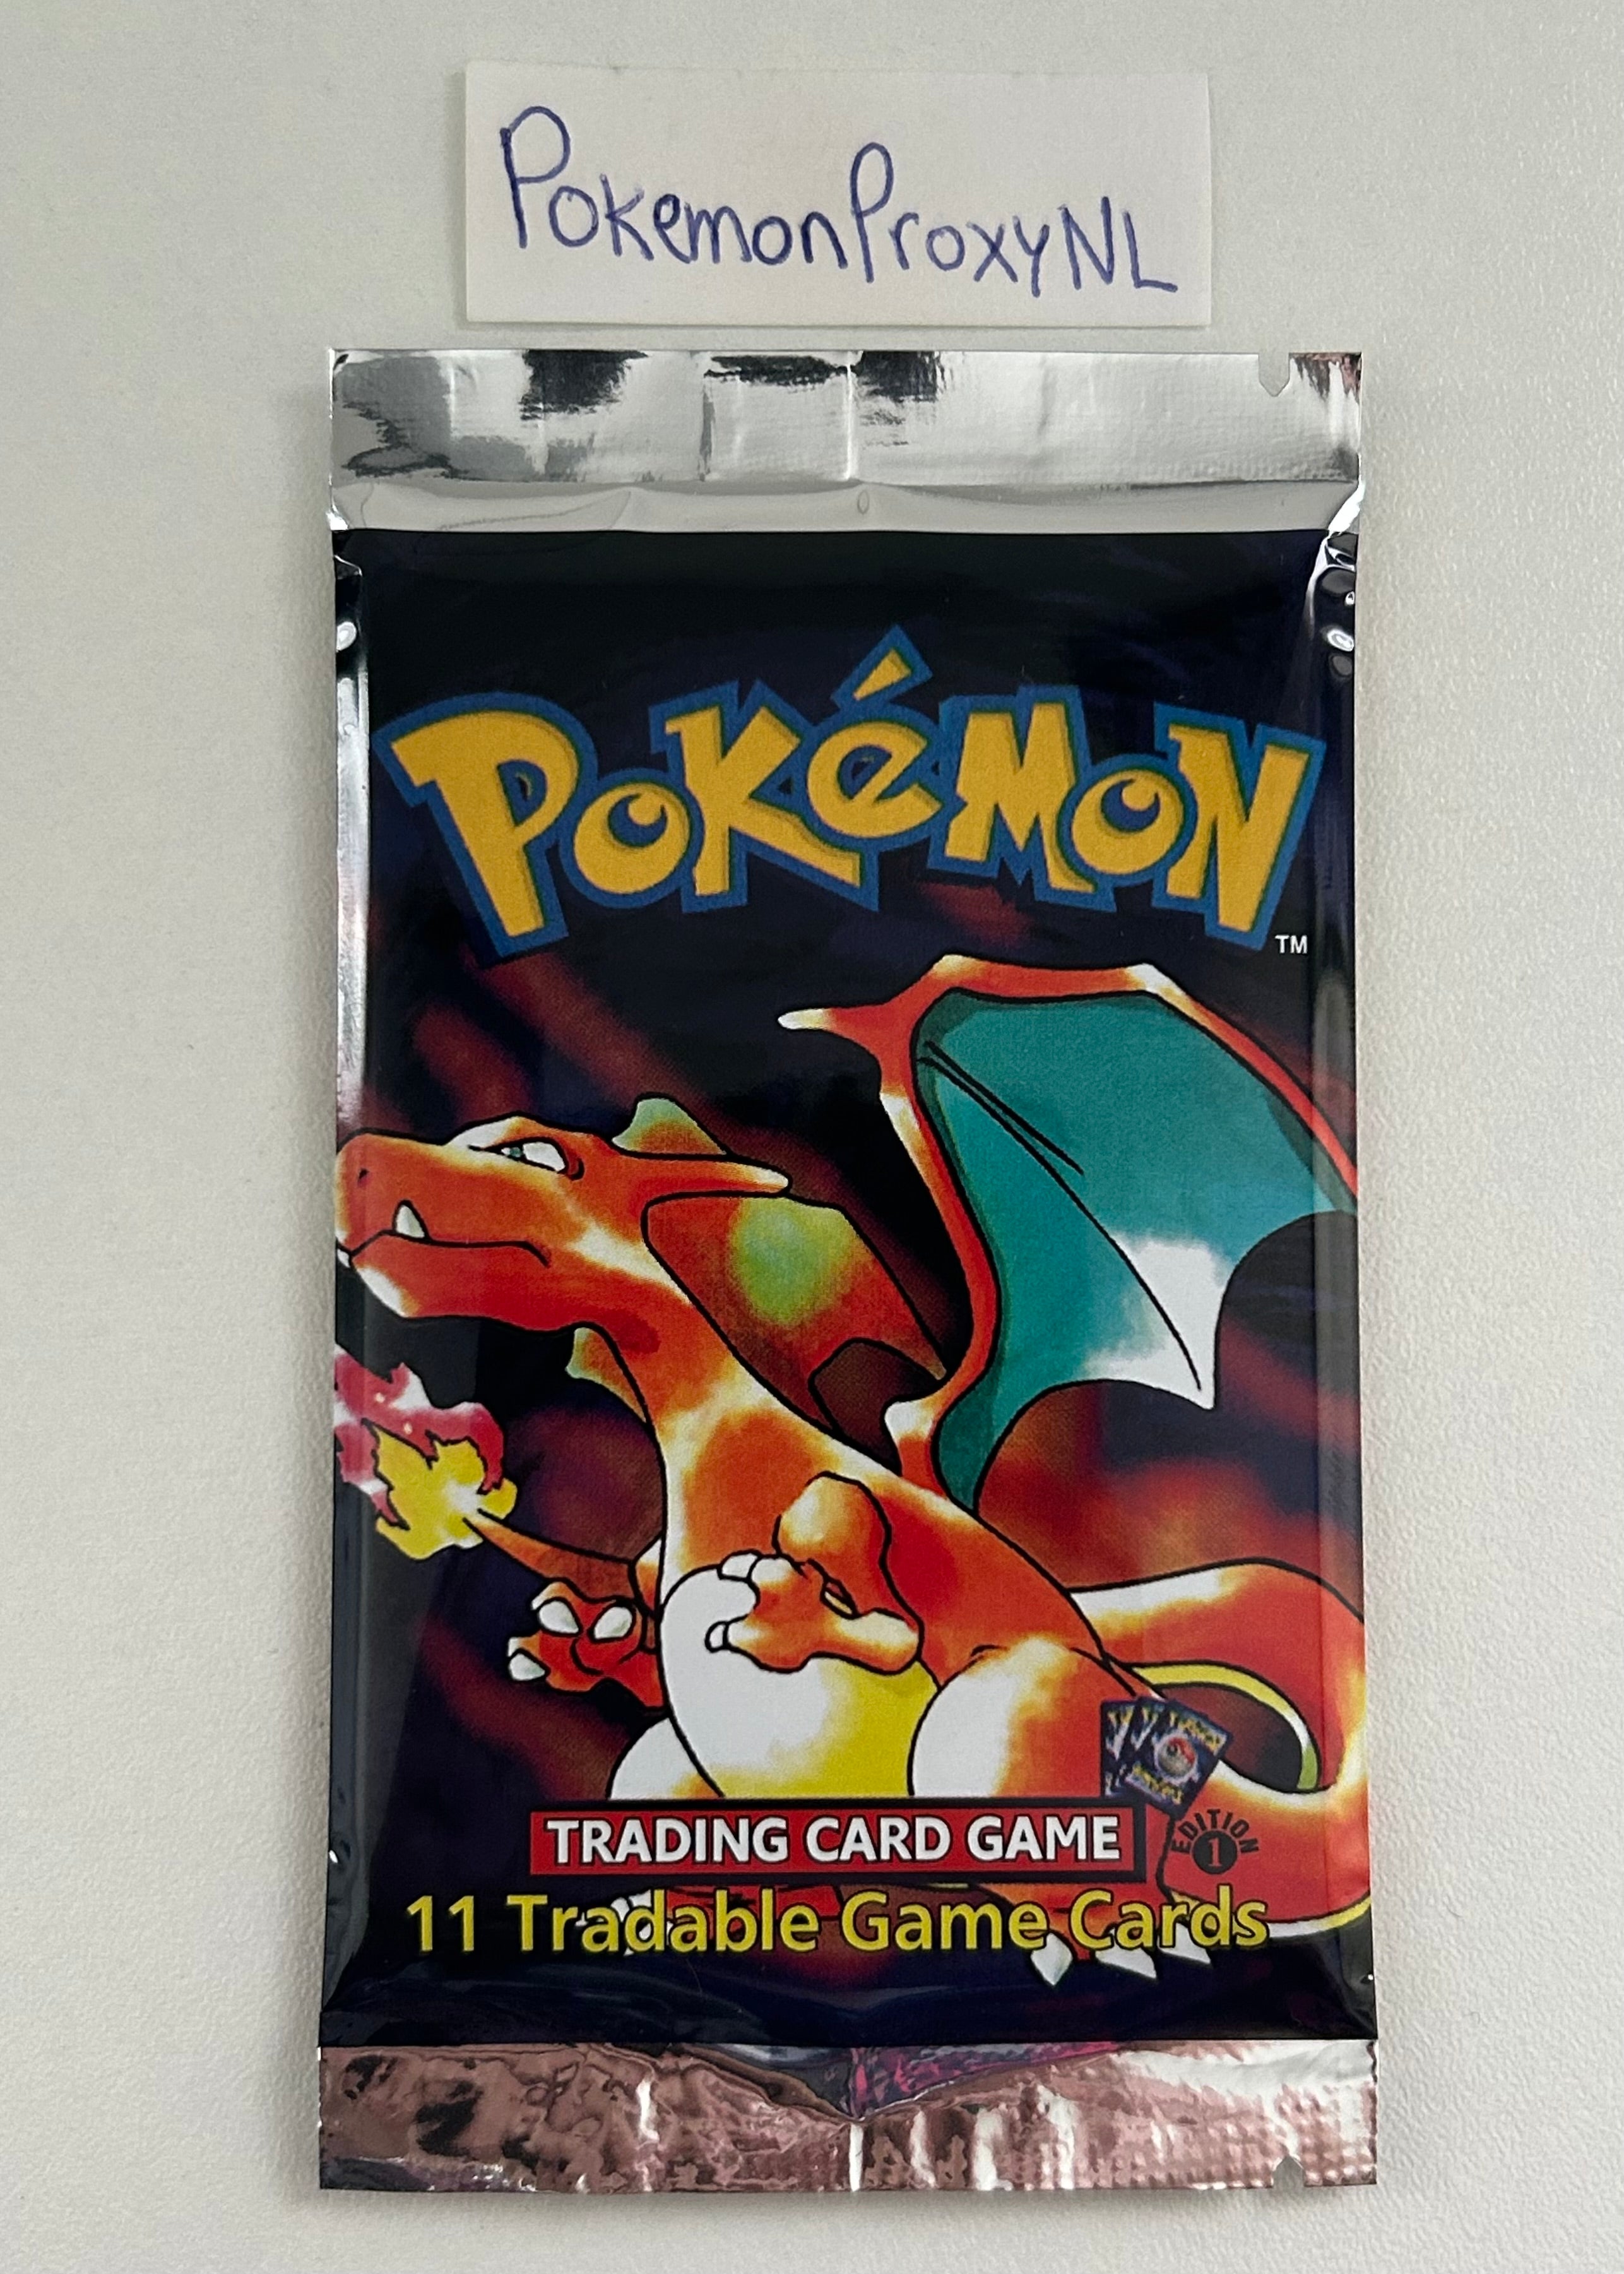 PokemonProxyNL
POKéMON
TM
TRADING CARD GAME
EDITION
1
11 Tradable Game Cards